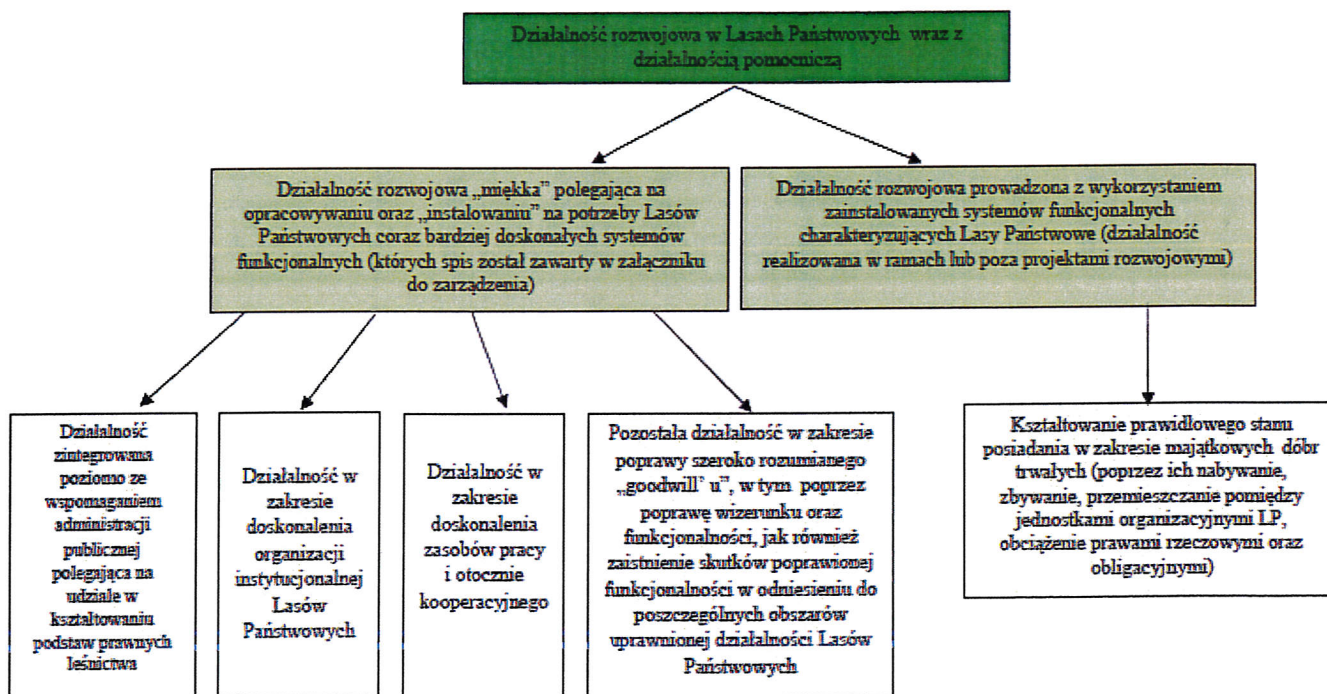 Działalność rozwojowa w Lasach Państwowych wraz z
działalnością pomocniczą
Działalność rozwojowa „miękka” polegająca na
opracowywaniu oraz „instalowaniu” na potrzeby Lasów
Państwowych coraz bardziej doskonałych systemów
funkcjonalnych (których spis został zawarty w załączniku
do zarządzenia)
Działalność rozwojowa prowadzona z wykorzystaniem
zainstalowanych systemów funkcjonalnych
charakteryzujących Lasy Państwowe (działalność
realizowana w ramach lub poza projektami rozwojowymi)
Działalność
zintegrowana
poziomo ze
wspomaganiem
administracji
publicznej
polegająca na
udziale w
kształtowaniu
podstaw prawnych
leśnictwa
Działalność w
zakresie
doskonalenia
organizacji
instytucjonalnej
Lasów
Państwowych
Działalność w
zakresie
doskonalenia
zasobów pracy
i otocznie
kooperacyjnego
Pozostała działalność w zakresie
poprawy szeroko rozumianego
„goodwill’ u”, w tym poprzez
poprawę wizerunku oraz
funkcjonalności, jak również
zaistnienie skutków poprawionej
funkcjonalności w odniesieniu do
poszczególnych obszarów
uprawnionej działalności Lasów
Państwowych
Kształtowanie prawidłowego stanu
posiadania w zakresie majątkowych dóbr
trwałych (poprzez ich nabywanie,
zbywanie, przemieszczanie pomiędzy
jednostkami organizacyjnymi LP,
obciążenie prawami rzeczowymi oraz
obligacyjnymi)